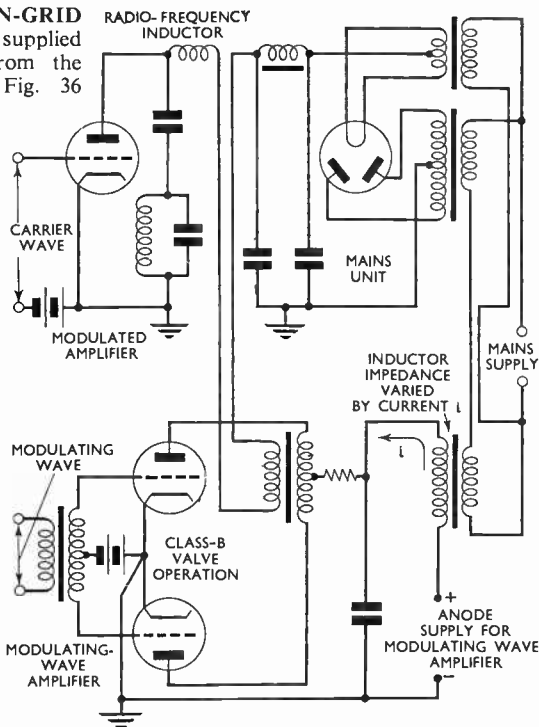 N-GRID
supplied
rom the
Fig. 36
RADIO-FREQUENCY
INDUCTOR
CARRIER
WAVE
MODULATED
AMPLIFIER
MAINS
UNIT
INDUCTOR
IMPEDANCE
VARIED
BY CURRENT i
MAINS
SUPPLY
i
MODULATING
WAVE
CLASS-B
VALVE
OPERATION
MODULATING-
WAVE
AMPLIFIER
+
ANODE
SUPPLY FOR
MODULATING WAVE
AMPLIFIER
-